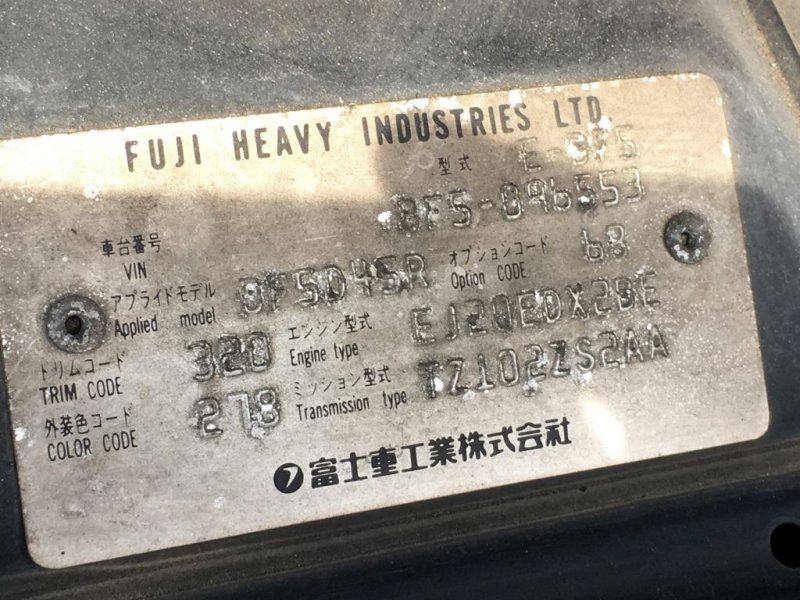 FUJI HEAVY INDUSTRIES LTD.
型式 E-BF5
車台番号 VIN BF5-096553
アプライドモデル Applied model BF5D45R オプションコード Option CODE 68
トリムコード TRIM CODE 320 エンジン型式 Engine type EJ20EDX2BE
外装色コード COLOR CODE 278 ミッション型式 Transmission type TZ102ZS2AA
富士重工業株式会社